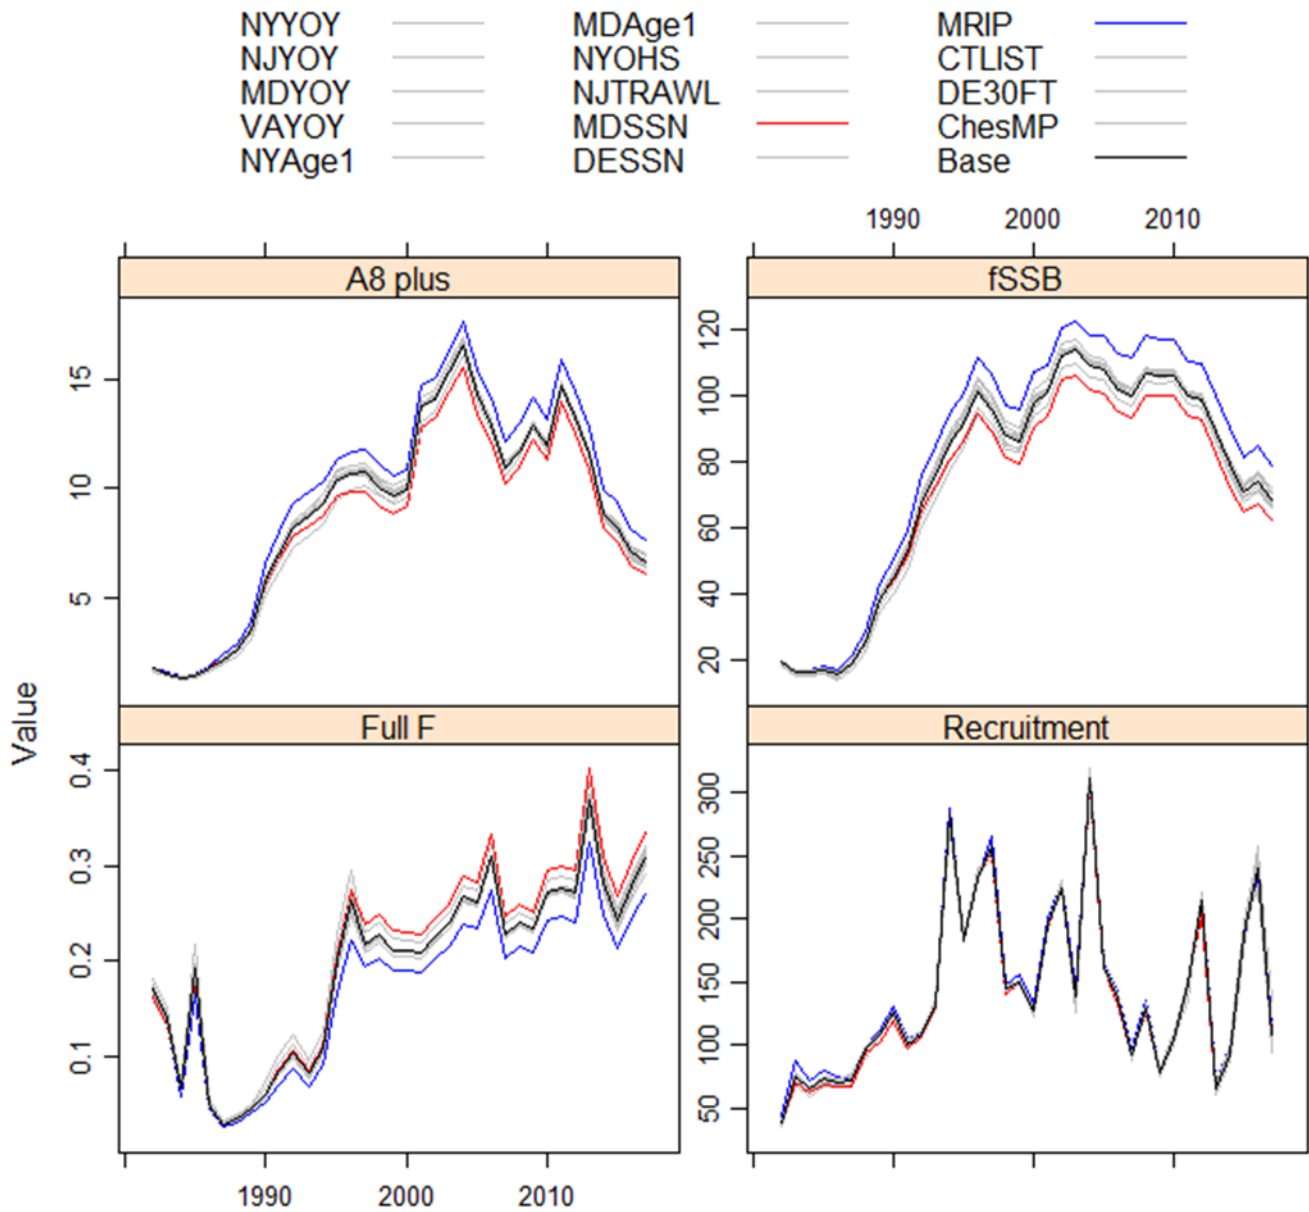 NYYOY MDAge1 MRIP
NJYOY NYOHS CTLIST
MDYOY NJTRAWL DE30FT
VAYOY MDSSN ChesMP
NYAge1 DESSN Base
1990 2000 2010
A8 plus fSSB
15
10
5
120
100
80
60
40
20
Value
Full F Recruitment
0.4
0.3
0.2
0.1
300
250
200
150
100
50
1990 2000 2010